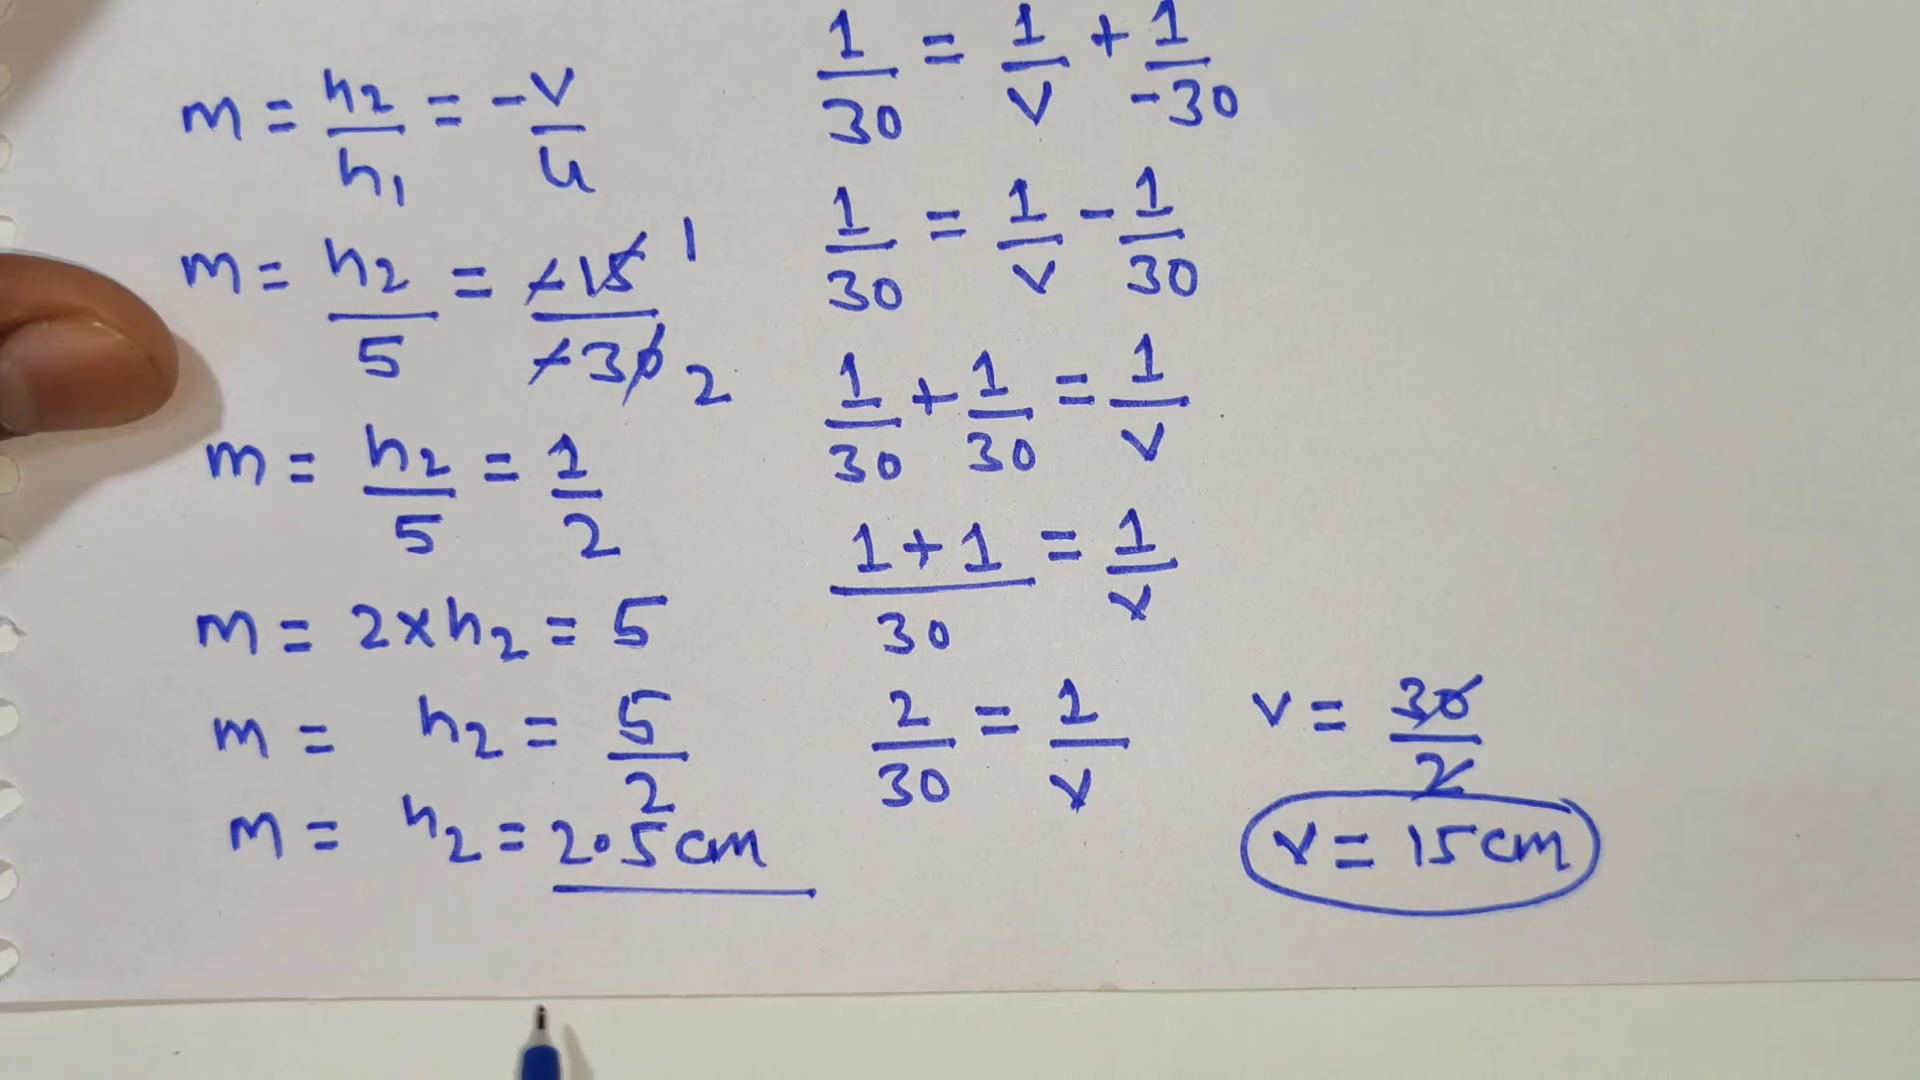 m = h2/h1 = -v/u
m = h2/5 = -15/-30 1 2
m = h2/5 = 1/2
m = 2×h2 = 5
m = h2 = 5/2
m = h2 = 2.5cm
1/30 = 1/v + 1/-30
1/30 = 1/v - 1/30
1/30 + 1/30 = 1/v
1+1/30 = 1/v
2/30 = 1/v
v = 30/2
v = 15cm